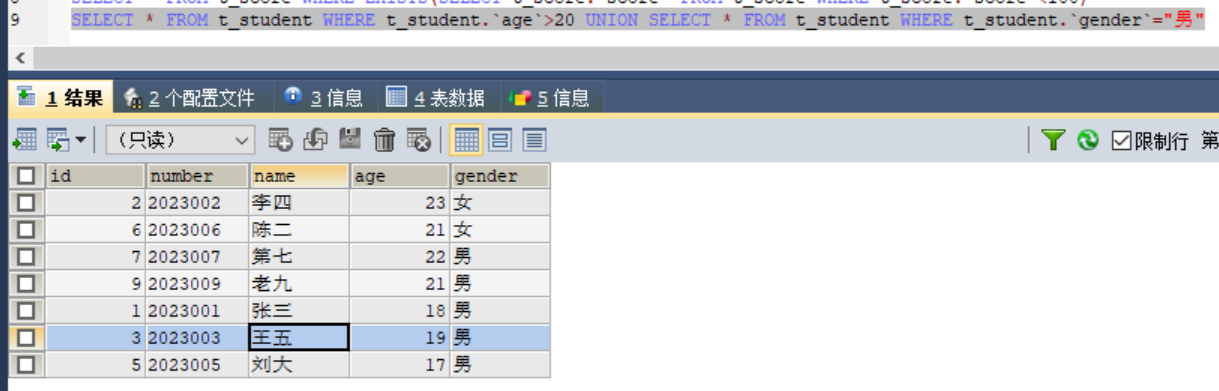 9 SELECT * FROM t_student WHERE t_student.`age`>20 UNION SELECT * FROM t_student WHERE t_student.`gender`="男"
1 结果 2 个配置文件 3 信息 4 表数据 5 信息
（只读） 限制行 第
id number name age gender
2 2023002 李四 23 女
6 2023006 陈二 21 女
7 2023007 第七 22 男
9 2023009 老九 21 男
1 2023001 张三 18 男
3 2023003 王五 19 男
5 2023005 刘大 17 男